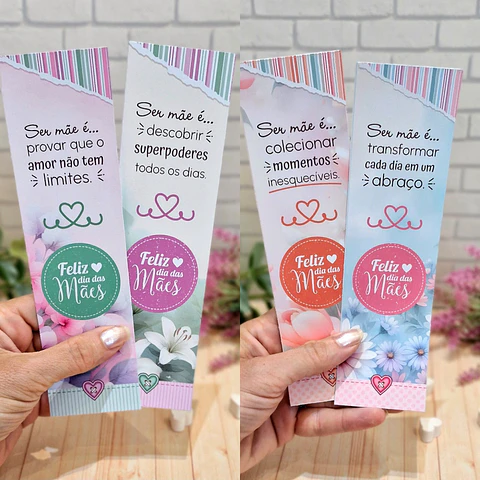 Ser mãe é...
provar que o
amor não tem
limites.
Feliz
dia das
Mães
Ser mãe é...
descobrir
superpoderes
todos os dias.
Feliz
dia das
Mães
Ser mãe é...
colecionar
momentos
inesquecíveis.
Feliz
dia das
Mães
Ser mãe é...
transformar
cada dia em um
abraço.
Feliz
dia das
Mães